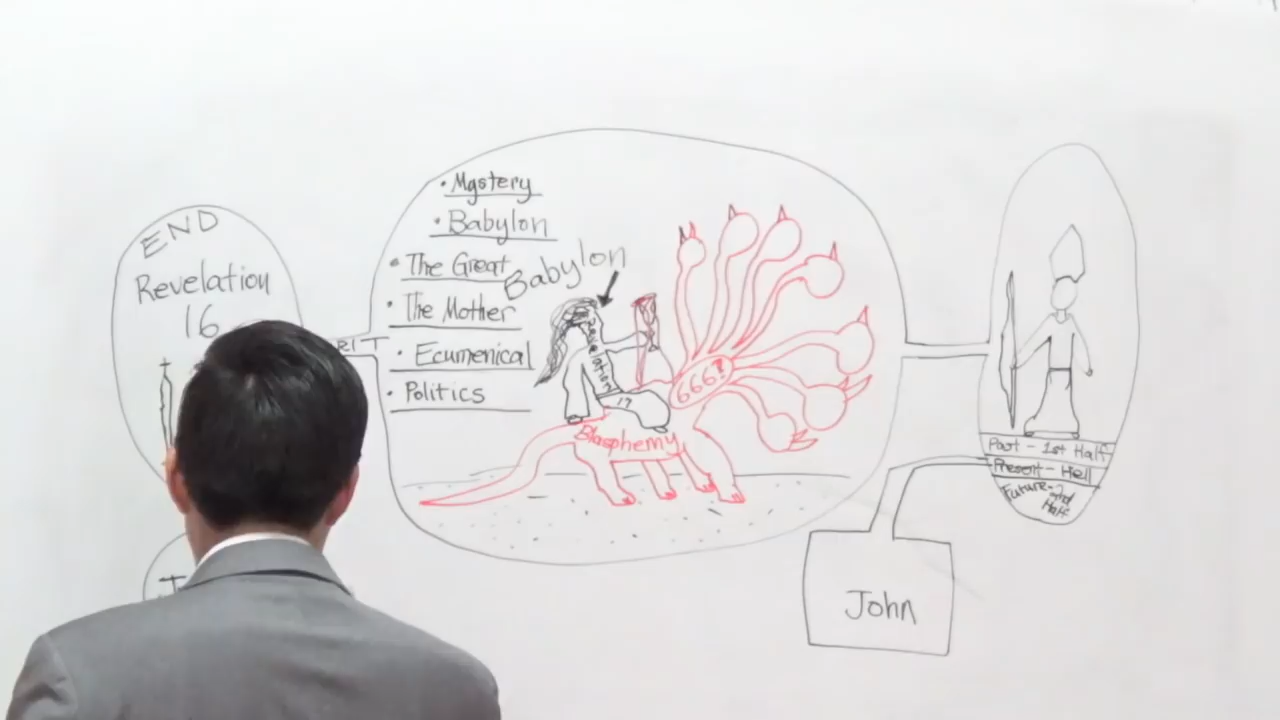 END
Revelation
16
RIT
• Mystery
• Babylon
• The Great
• The Mother
• Ecumenical
• Politics
Babylon
Revelation
17
666?
Blasphemy
Past - 1st Half
Present - Hell
Future - 2nd
Half
John